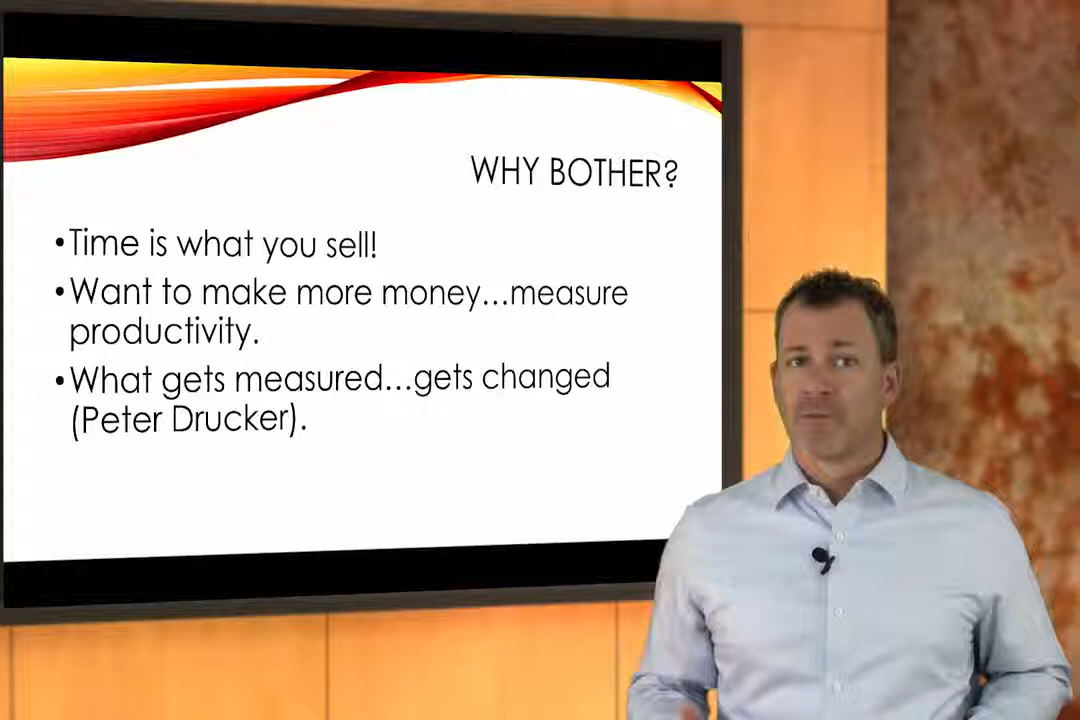 WHY BOTHER?
•Time is what you sell!
•Want to make more money...measure
productivity.
•What gets measured...gets changed
(Peter Drucker).